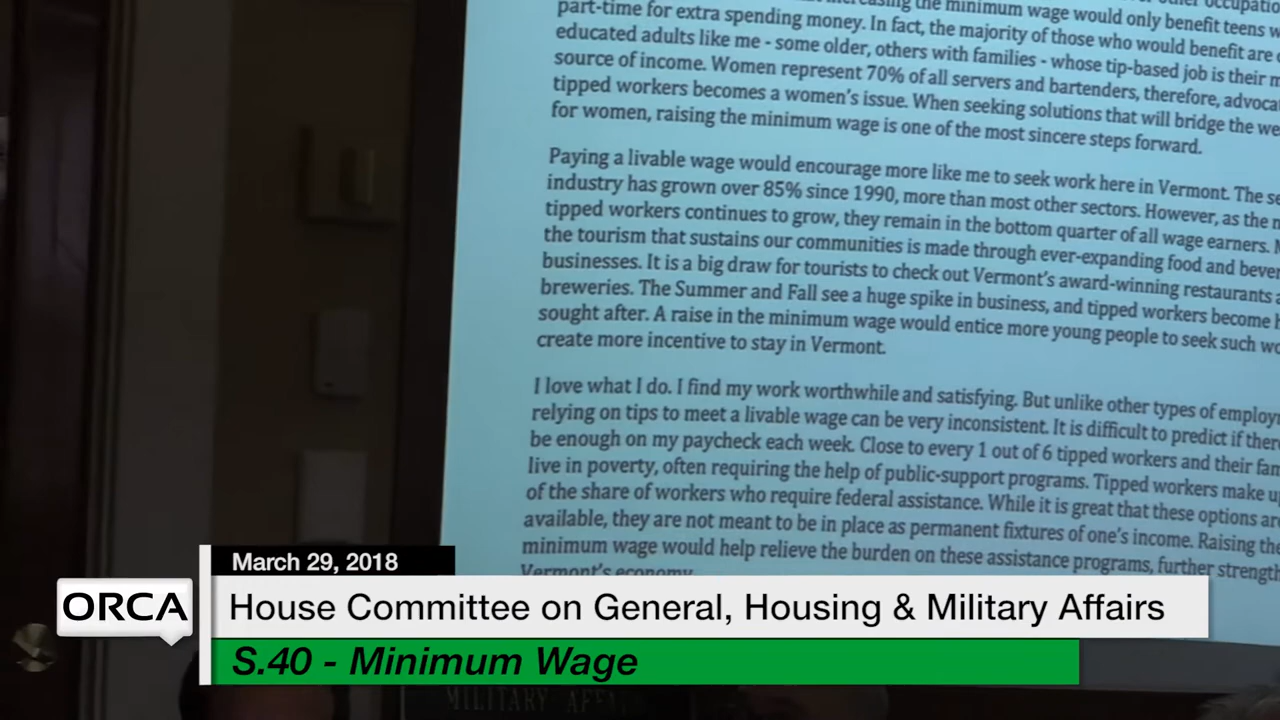 the minimum wage would only benefit teens
part-time for extra spending money. In fact, the majority of those who would benefit are
educated adults like me - some older, others with families - whose tip-based job is their
source of income. Women represent 70% of all servers and bartenders, therefore,
tipped workers becomes a women's issue. When seeking solutions that will bridge the
for women, raising the minimum wage is one of the most sincere steps forward.
Paying a livable wage would encourage more like me to seek work here in Vermont. The
industry has grown over 85% since 1990, more than most other sectors. However, as the
tipped workers continues to grow, they remain in the bottom quarter of all wage earners.
the tourism that sustains our communities is made through ever-expanding food and
businesses. It is a big draw for tourists to check out Vermont's award-winning restaurants
breweries. The Summer and Fall see a huge spike in business, and tipped workers become
sought after. A raise in the minimum wage would entice more young people to seek such
create more incentive to stay in Vermont.
I love what I do. I find my work worthwhile and satisfying. But unlike other types of
relying on tips to meet a livable wage can be very inconsistent. It is difficult to predict if
be enough on my paycheck each week. Close to every 1 out of 6 tipped workers and their
live in poverty, often requiring the help of public-support programs. Tipped workers make
of the share of workers who require federal assistance. While it is great that these options
available, they are not meant to be in place as permanent fixtures of one's income. Raising
minimum wage would help relieve the burden on these assistance programs, further
Vermont's economy.
March 29, 2018
ORCA
House Committee on General, Housing & Military Affairs
S.40 - Minimum Wage
MILITARY